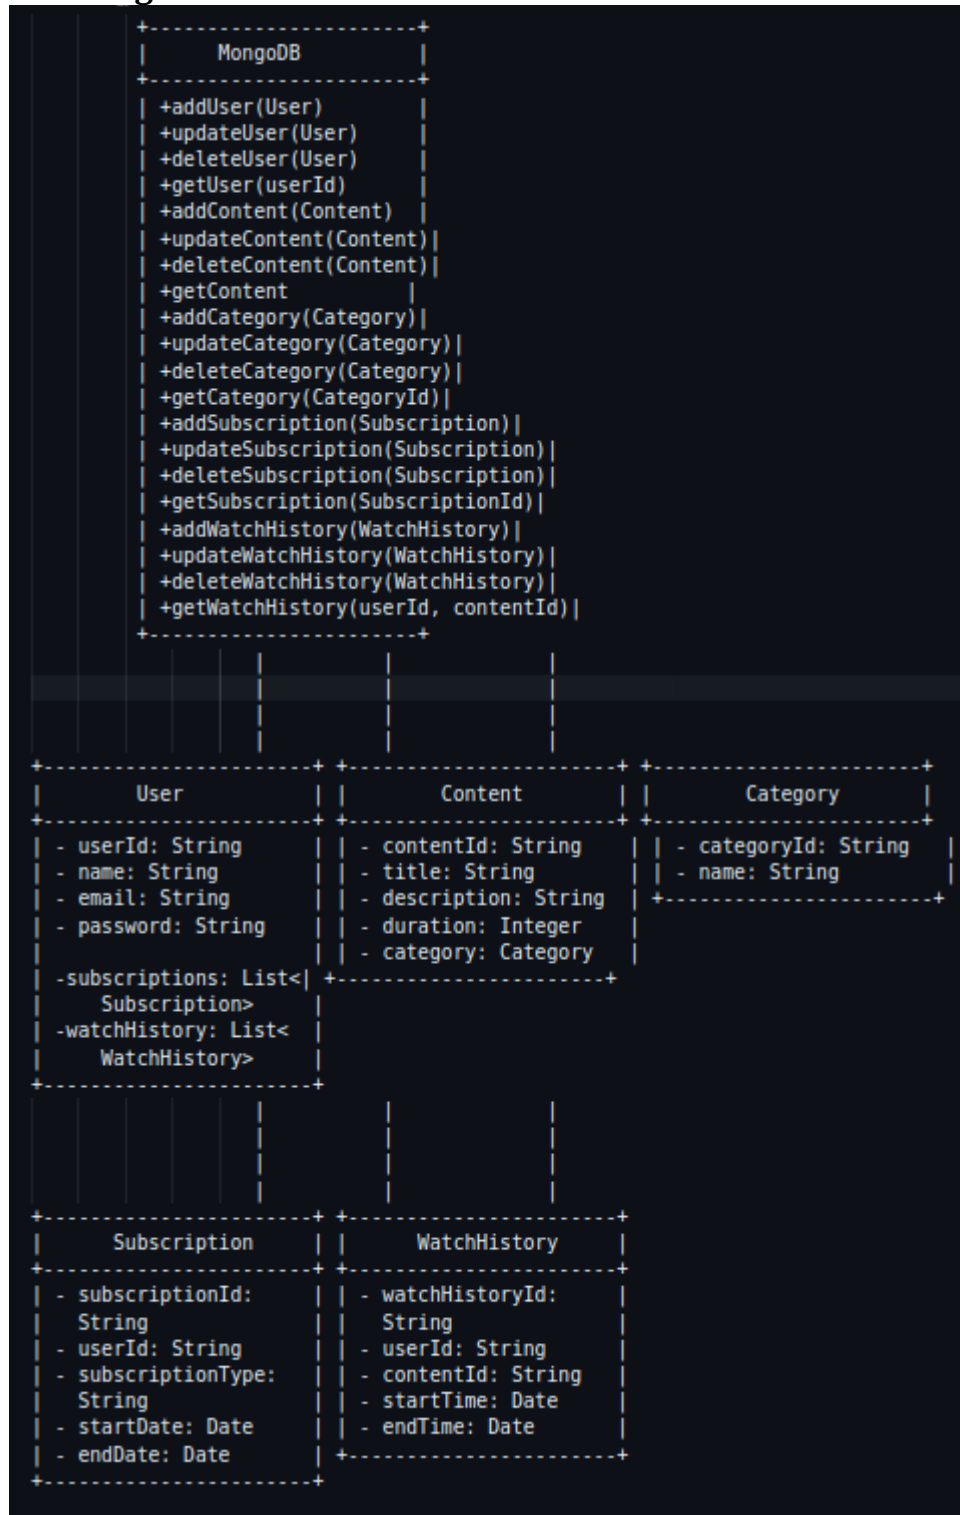 +-----------------------+
|      MongoDB          |
+-----------------------+
| +addUser(User)        |
| +updateUser(User)     |
| +deleteUser(User)     |
| +getUser(userId)      |
| +addContent(Content)  |
| +updateContent(Content)|
| +deleteContent(Content)|
| +getContent          |
| +addCategory(Category)|
| +updateCategory(Category)|
| +deleteCategory(Category)|
| +getCategory(CategoryId)|
| +addSubscription(Subscription)|
| +updateSubscription(Subscription)|
| +deleteSubscription(Subscription)|
| +getSubscription(SubscriptionId)|
| +addWatchHistory(WatchHistory)|
| +updateWatchHistory(WatchHistory)|
| +deleteWatchHistory(WatchHistory)|
| +getWatchHistory(userId, contentId)|
+-----------------------+
|          |             |
|          |             |
|          |             |
|          |             |
+-----------------------+ +-----------------------+ +-----------------------+
|        User           | |        Content        | |        Category       |
+-----------------------+ +-----------------------+ +-----------------------+
| - userId: String      | | - contentId: String    | | - categoryId: String   |
| - name: String        | | - title: String        | | - name: String         |
| - email: String       | | - description: String  | +-----------------------+
| - password: String    | | - duration: Integer    |
|                       | | - category: Category   |
| -subscriptions: List<| +-----------------------+
|     Subscription>     |
| -watchHistory: List<  |
|     WatchHistory>     |
+-----------------------+
|          |             |
|          |             |
|          |             |
|          |             |
+-----------------------+ +-----------------------+
|      Subscription     | |      WatchHistory     |
+-----------------------+ +-----------------------+
| - subscriptionId:     | | - watchHistoryId:     |
|   String              | |   String              |
| - userId: String      | | - userId: String      |
| - subscriptionType:   | | - contentId: String   |
|   String              | | - startTime: Date     |
| - startDate: Date     | | - endTime: Date       |
| - endDate: Date       | +-----------------------+
+-----------------------+